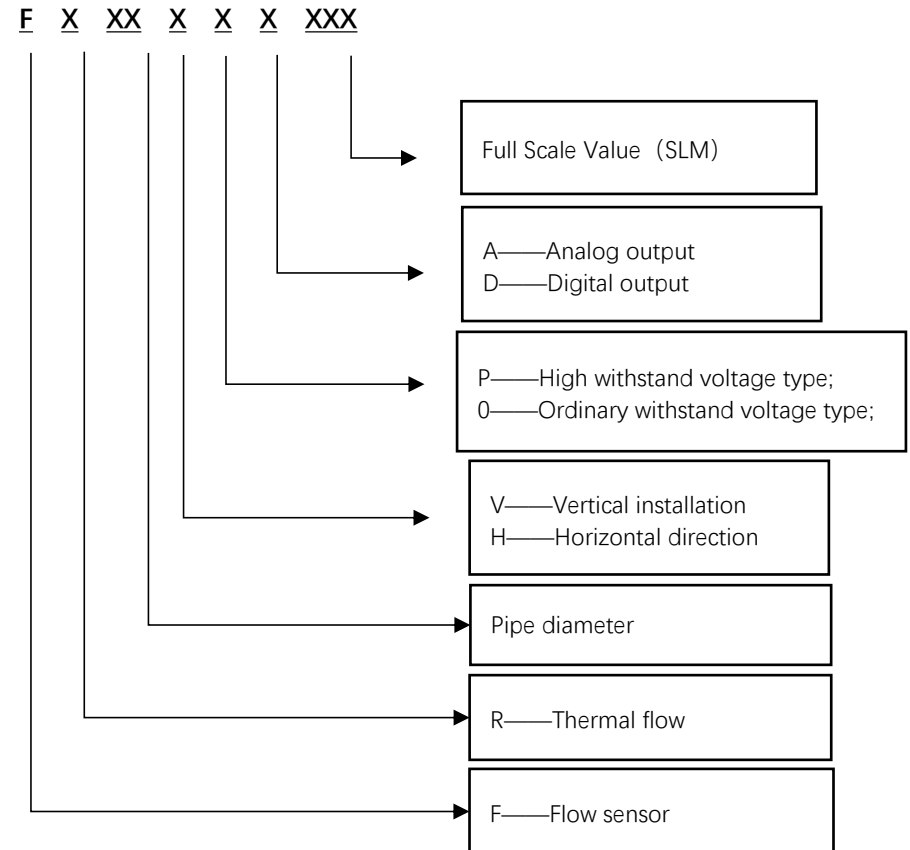 F X XX X X X XXX
Full Scale Value（SLM）
A——Analog output
D——Digital output
P——High withstand voltage type;
0——Ordinary withstand voltage type;
V——Vertical installation
H——Horizontal direction
Pipe diameter
R——Thermal flow
F——Flow sensor